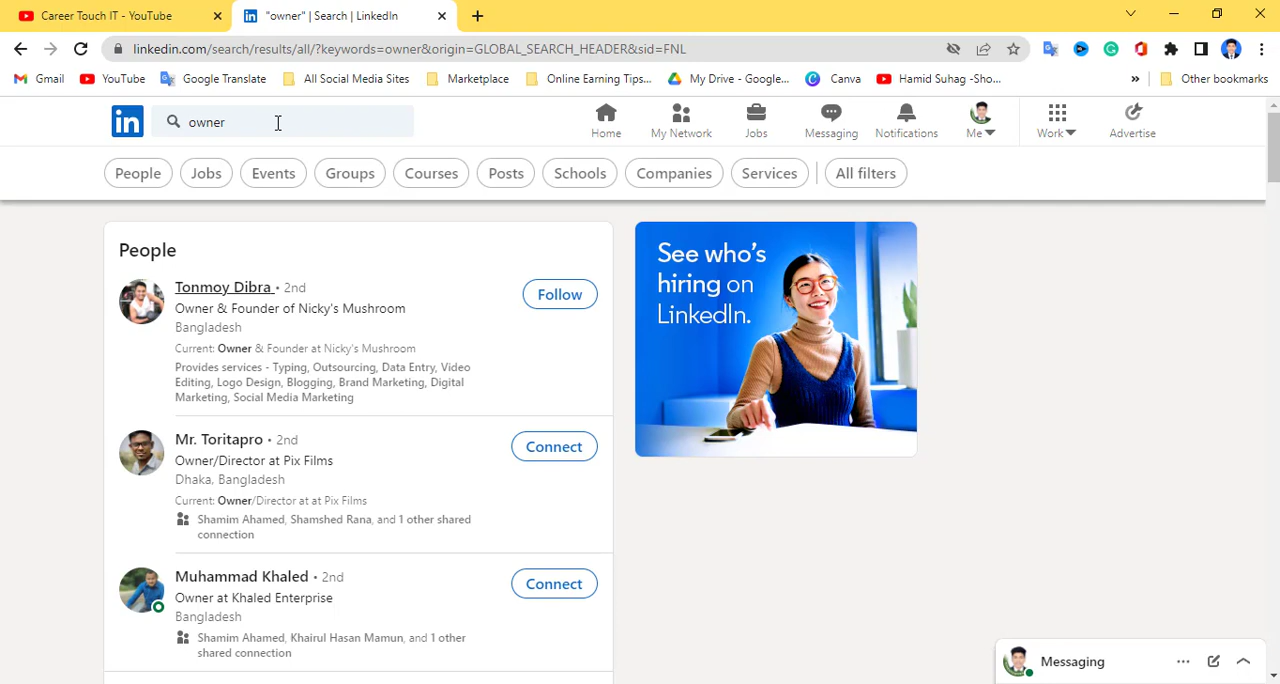 Career Touch IT - YouTube
"owner" | Search | LinkedIn
linkedin.com/search/results/all/?keywords=owner&origin=GLOBAL_SEARCH_HEADER&sid=FNL
Gmail
YouTube
Google Translate
All Social Media Sites
Marketplace
Online Earning Tips...
My Drive - Google...
Canva
Hamid Suhag -Sho...
»
Other bookmarks
in
owner
Home
My Network
Jobs
Messaging
Notifications
Me
Work
Advertise
People
Jobs
Events
Groups
Courses
Posts
Schools
Companies
Services
All filters
People
Tonmoy Dibra • 2nd
Follow
Owner & Founder of Nicky's Mushroom
Bangladesh
Current: Owner & Founder at Nicky's Mushroom
Provides services - Typing, Outsourcing, Data Entry, Video
Editing, Logo Design, Blogging, Brand Marketing, Digital
Marketing, Social Media Marketing
Mr. Toritapro • 2nd
Connect
Owner/Director at Pix Films
Dhaka, Bangladesh
Current: Owner/Director at at Pix Films
Shamim Ahamed, Shamshed Rana, and 1 other shared
connection
Muhammad Khaled • 2nd
Connect
Owner at Khaled Enterprise
Bangladesh
Shamim Ahamed, Khairul Hasan Mamun, and 1 other
shared connection
See who's
hiring on
LinkedIn.
Messaging